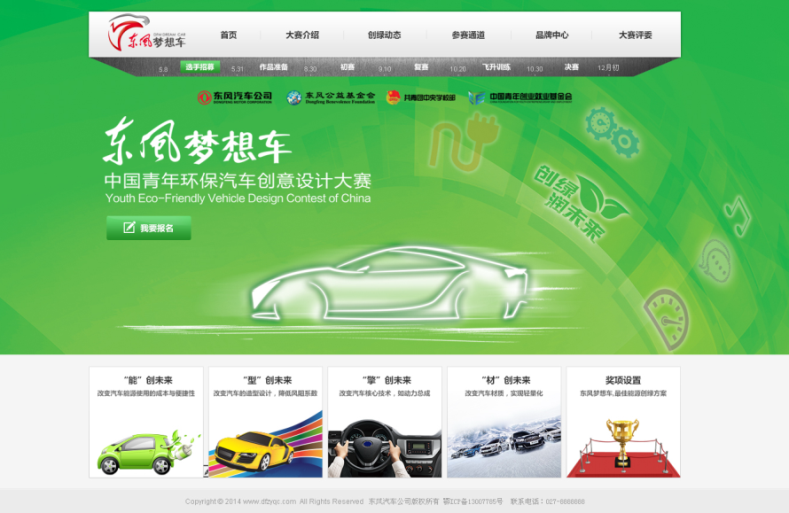 东风梦想车
首页
大赛介绍
创绿动态
参赛通道
品牌中心
大赛评委
5.6 选手招募 5.31 作品准备 8.30 初赛 9.10 复赛 10.20 飞升训练 10.30 决赛 12月初
东风汽车公司
东风公益基金会
Dongfeng Benevolence Foundation
共青团中央学校部
中国青年创业就业基金会
东风梦想车
中国青年环保汽车创意设计大赛
Youth Eco-Friendly Vehicle Design Contest of China
我要报名
创绿
润未来
“能”创未来
改变汽车能源使用的成本与便捷性
“型”创未来
改变汽车的造型设计，降低风阻系数
“擎”创未来
改变汽车核心技术，如动力总成
“材”创未来
改变汽车材质，实现轻量化
奖项设置
东风梦想车,最佳能源创绿方案
Copyright © 2014 www.dfzyqc.com All Rights Reserved 东风汽车公司版权所有 鄂ICP备13007795号 联系电话：027-8888888